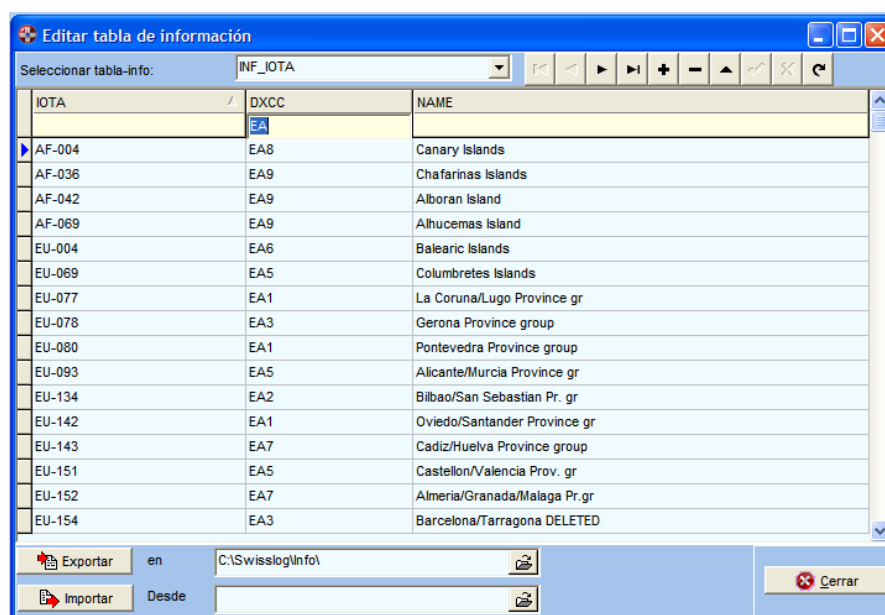 Editar tabla de información
Seleccionar tabla-info: INF_IOTA
IOTA DXCC NAME
EA
AF-004 EA8 Canary Islands
AF-036 EA9 Chafarinas Islands
AF-042 EA9 Alboran Island
AF-069 EA9 Alhucemas Island
EU-004 EA6 Balearic Islands
EU-069 EA5 Columbretes Islands
EU-077 EA1 La Coruna/Lugo Province gr
EU-078 EA3 Gerona Province group
EU-080 EA1 Pontevedra Province group
EU-093 EA5 Alicante/Murcia Province gr
EU-134 EA2 Bilbao/San Sebastian Pr. gr
EU-142 EA1 Oviedo/Santander Province gr
EU-143 EA7 Cadiz/Huelva Province group
EU-151 EA5 Castellon/Valencia Prov. gr
EU-152 EA7 Almeria/Granada/Malaga Pr.gr
EU-154 EA3 Barcelona/Tarragona DELETED
Exportar en C:\Swisslog\Info\
Cerrar
Importar Desde